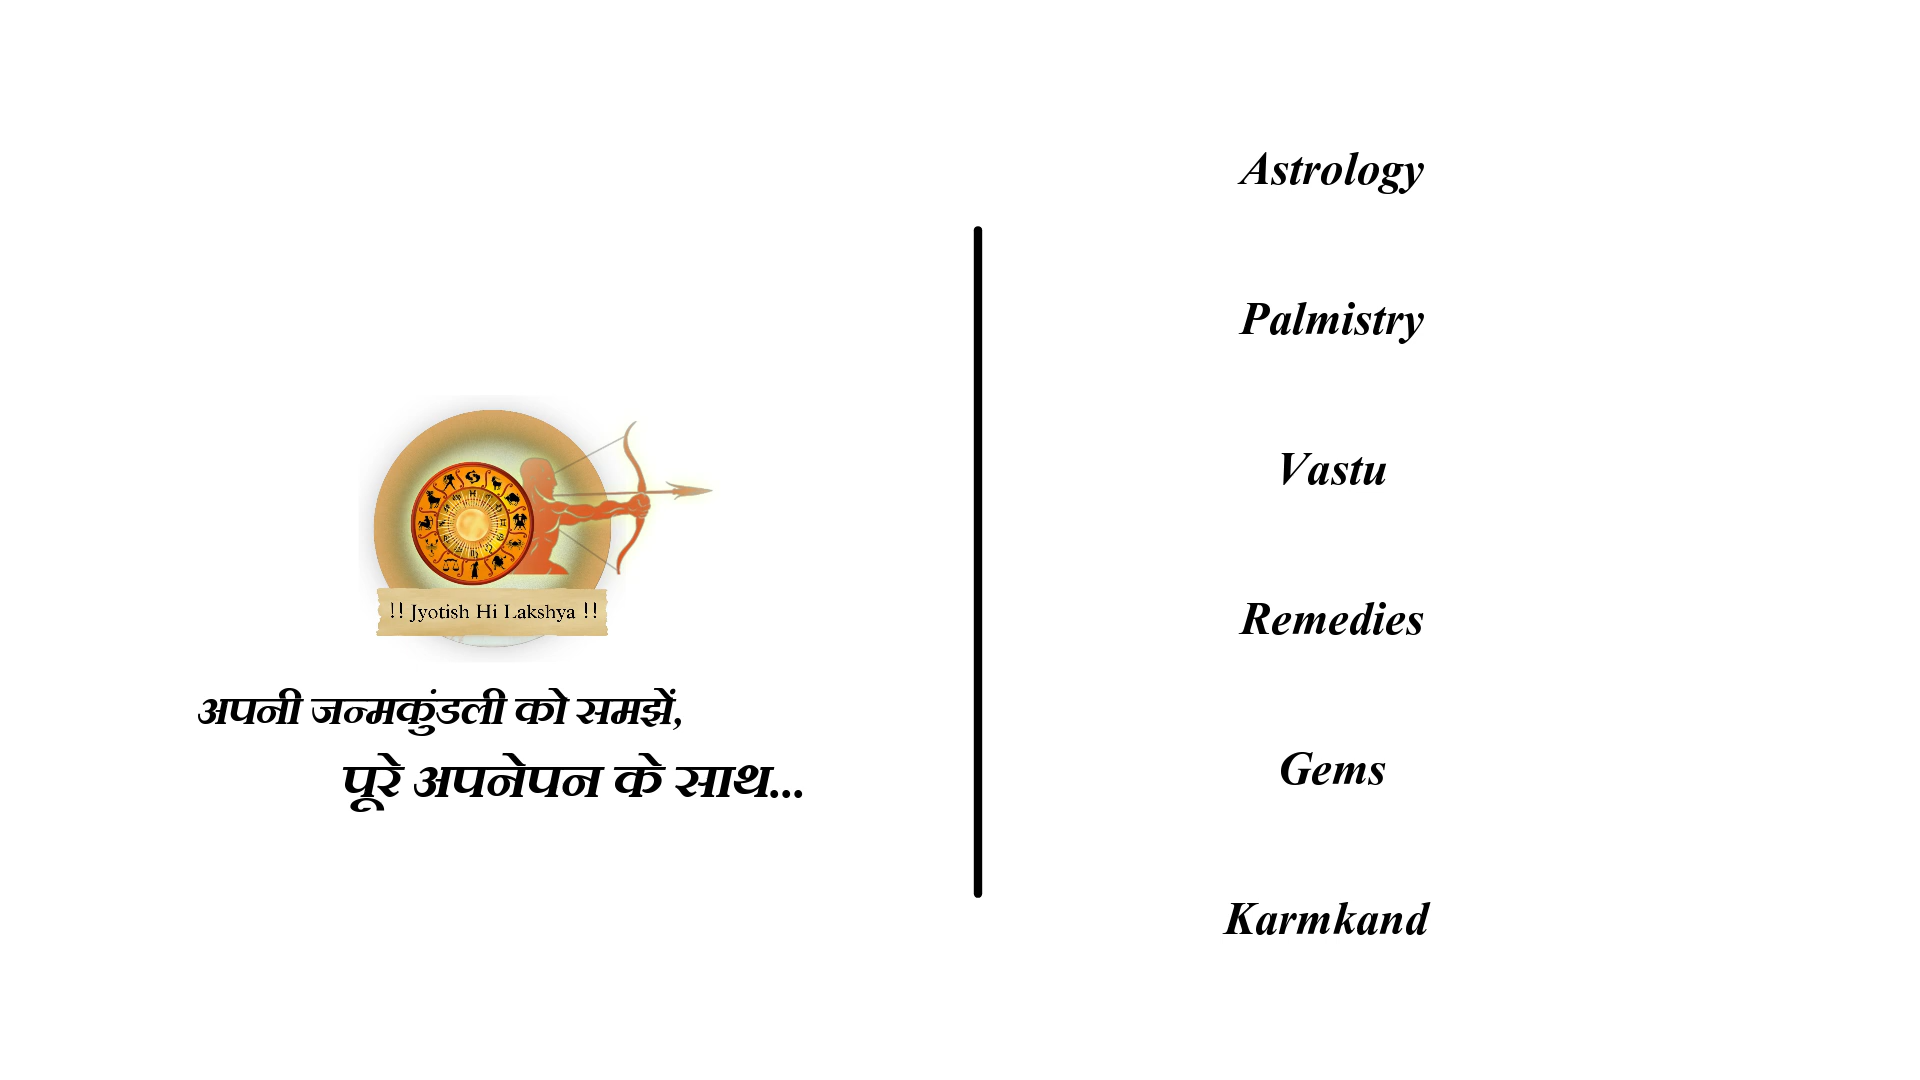 !! Jyotish Hi Lakshya !!
अपनी जन्मकुंडली को समझें,
पूरे अपनेपन के साथ...
Astrology
Palmistry
Vastu
Remedies
Gems
Karmkand